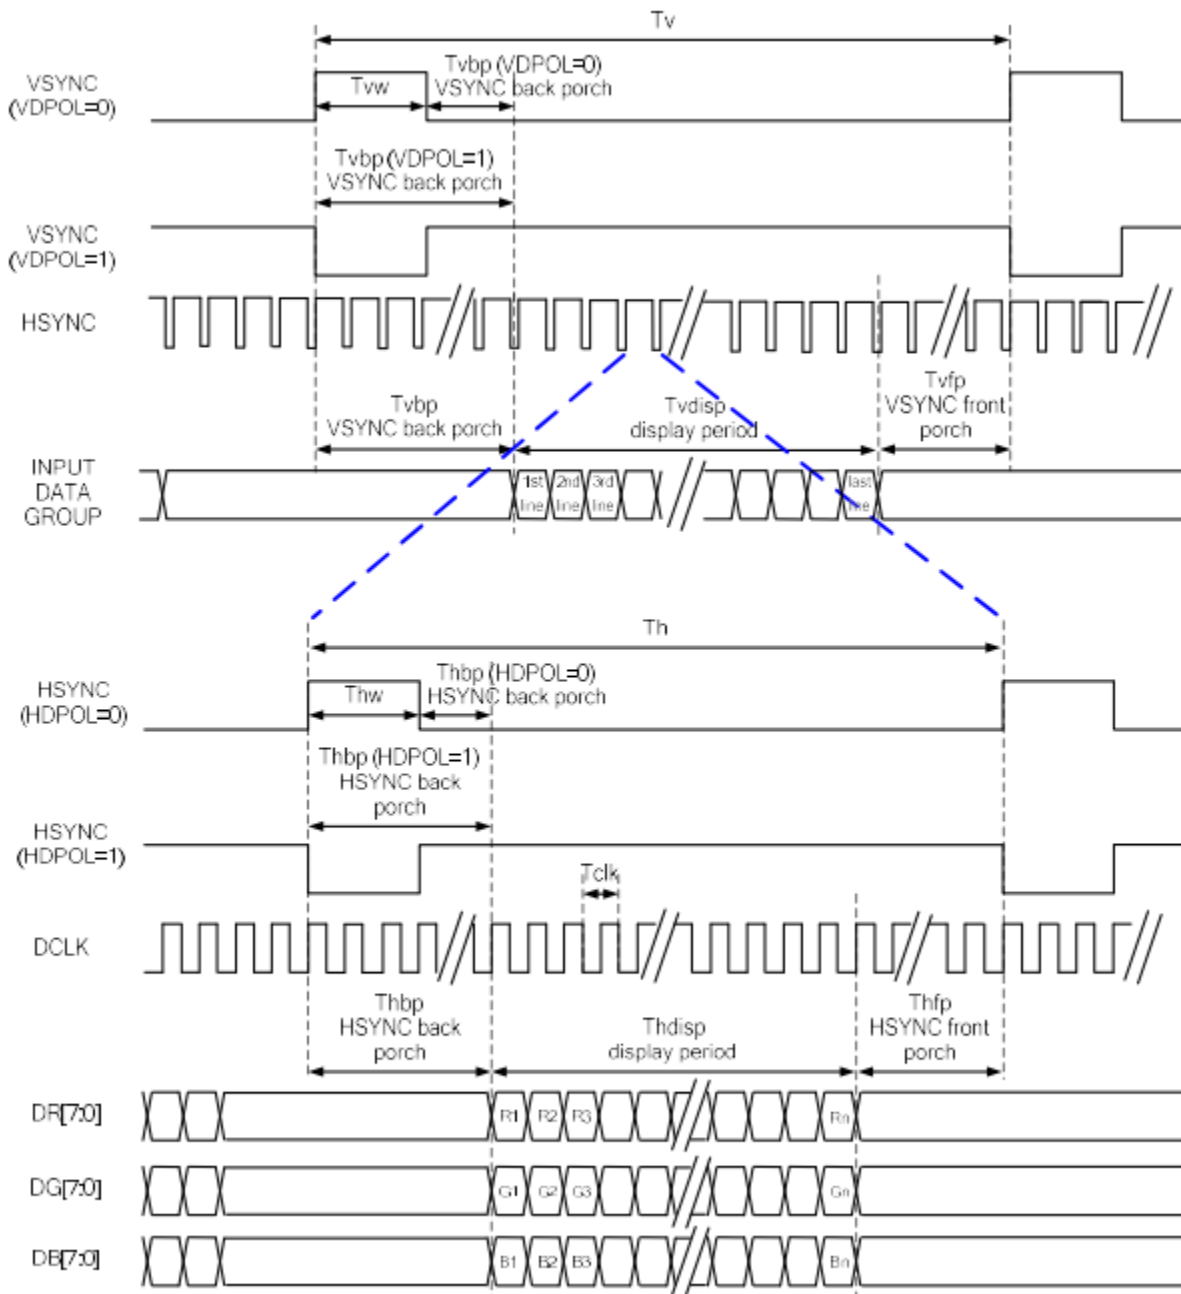 Tv
VSYNC
(VDPOL=0)
Tvw
Tvbp (VDPOL=0)
VSYNC back porch
Tvbp (VDPOL=1)
VSYNC back porch
VSYNC
(VDPOL=1)
HSYNC
Tvbp
VSYNC back porch
Tvdisp
display period
Tvfp
VSYNC front
porch
INPUT
DATA
GROUP
1st
line
2nd
line
3rd
line
last
line
Th
HSYNC
(HDPOL=0)
Thw
Thbp (HDPOL=0)
HSYNC back porch
Thbp (HDPOL=1)
HSYNC back
porch
HSYNC
(HDPOL=1)
Tclk
DCLK
Thbp
HSYNC back
porch
Thdisp
display period
Thfp
HSYNC front
porch
DR[7:0]
R1 R2 R3 Rn
DG[7:0]
G1 G2 G3 Gn
DB[7:0]
B1 B2 B3 Bn